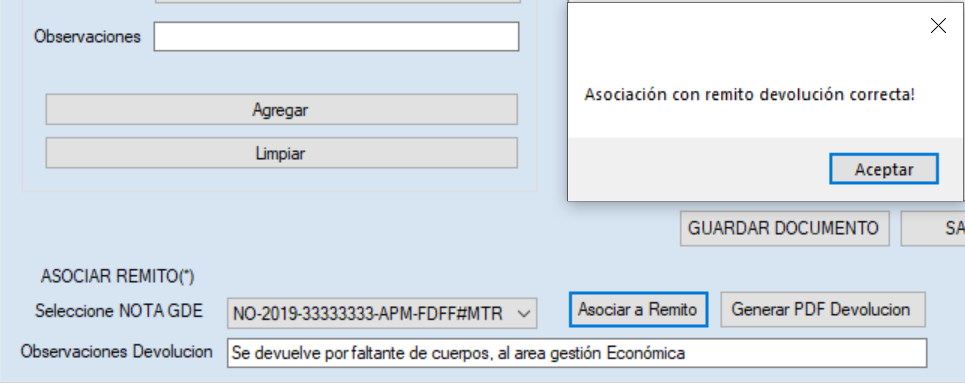 Observaciones
Agregar
Limpiar
Asociación con remito devolución correcta!
Aceptar
GUARDAR DOCUMENTO
SA
ASOCIAR REMITO(*)
Seleccione NOTA GDE
NO-2019-33333333-APM-FDFF#MTR
Asociar a Remito
Generar PDF Devolucion
Observaciones Devolucion
Se devuelve por faltante de cuerpos, al area gestión Económica